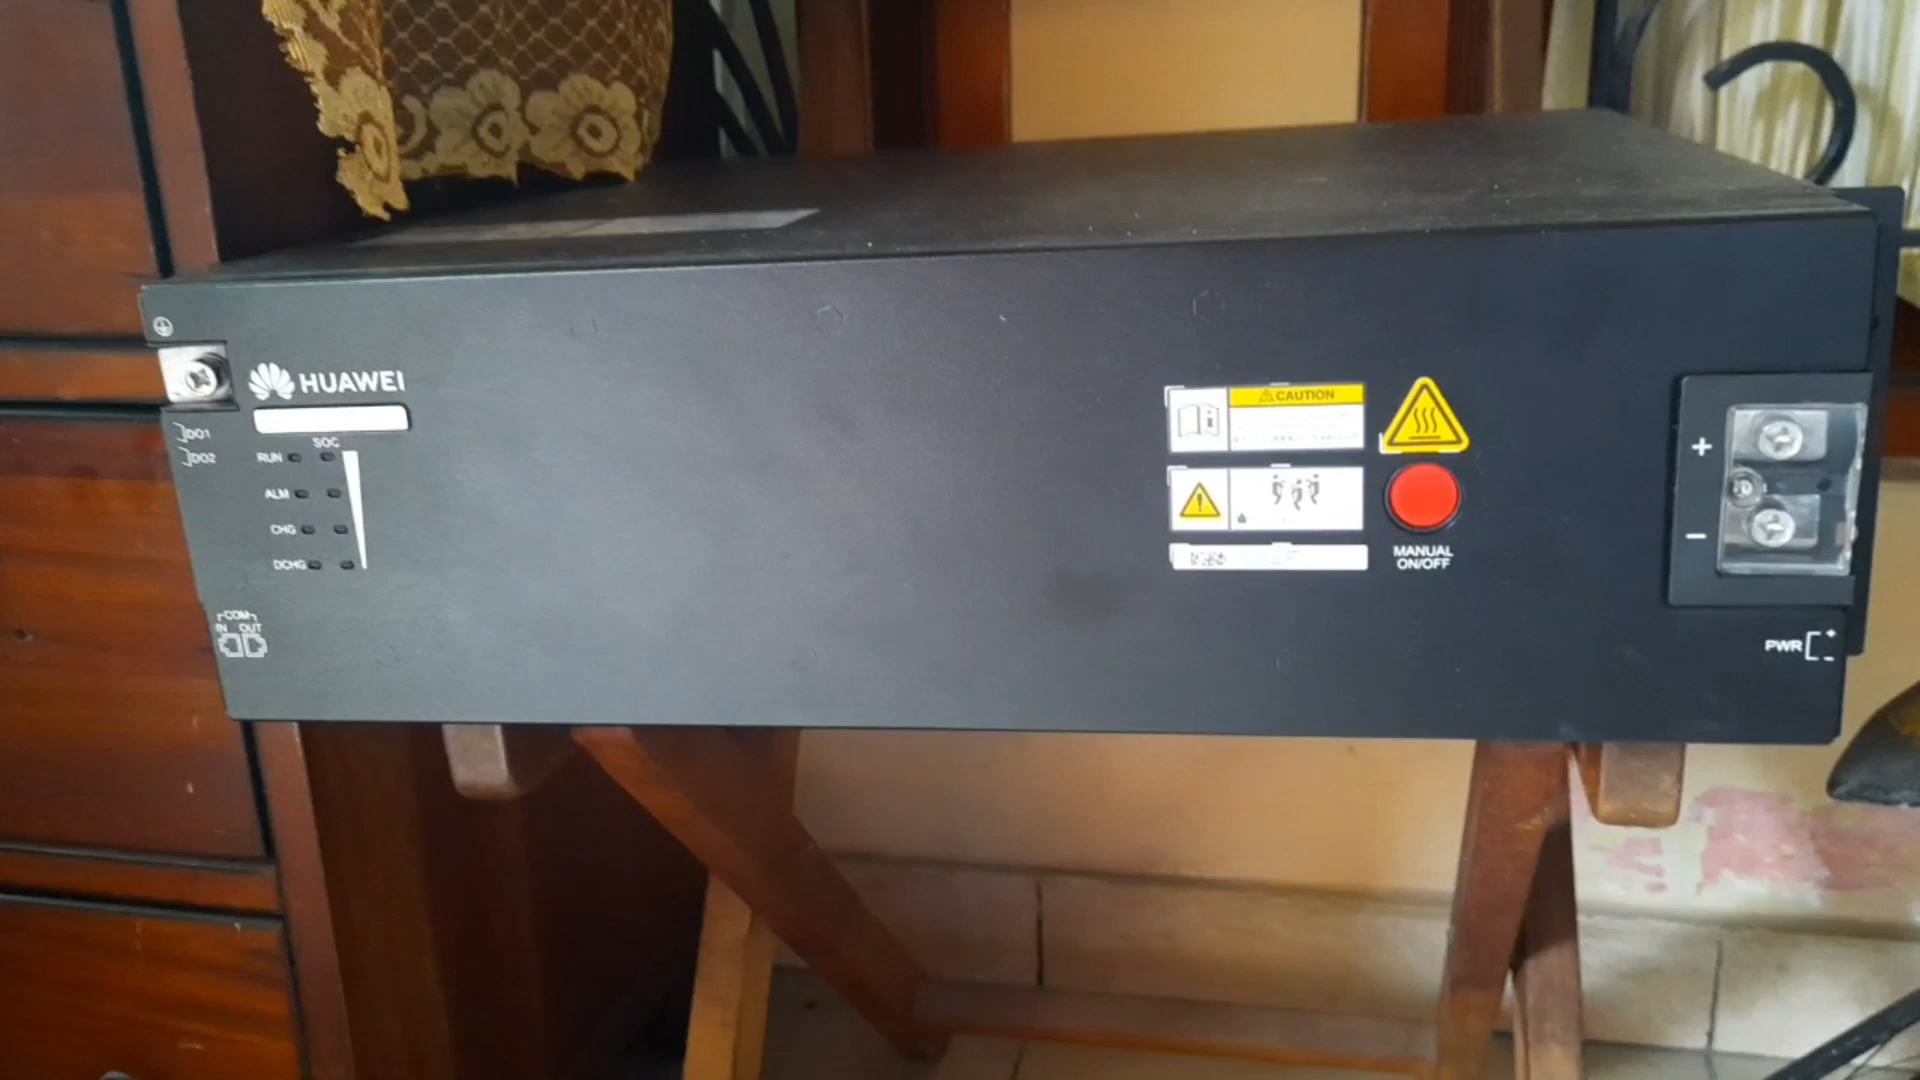 HUAWEI
DO1
DO2
SOC
RUN
ALM
CHG
DCHG
COM
IN OUT
CAUTION
MANUAL
ON/OFF
+
−
PWR + −